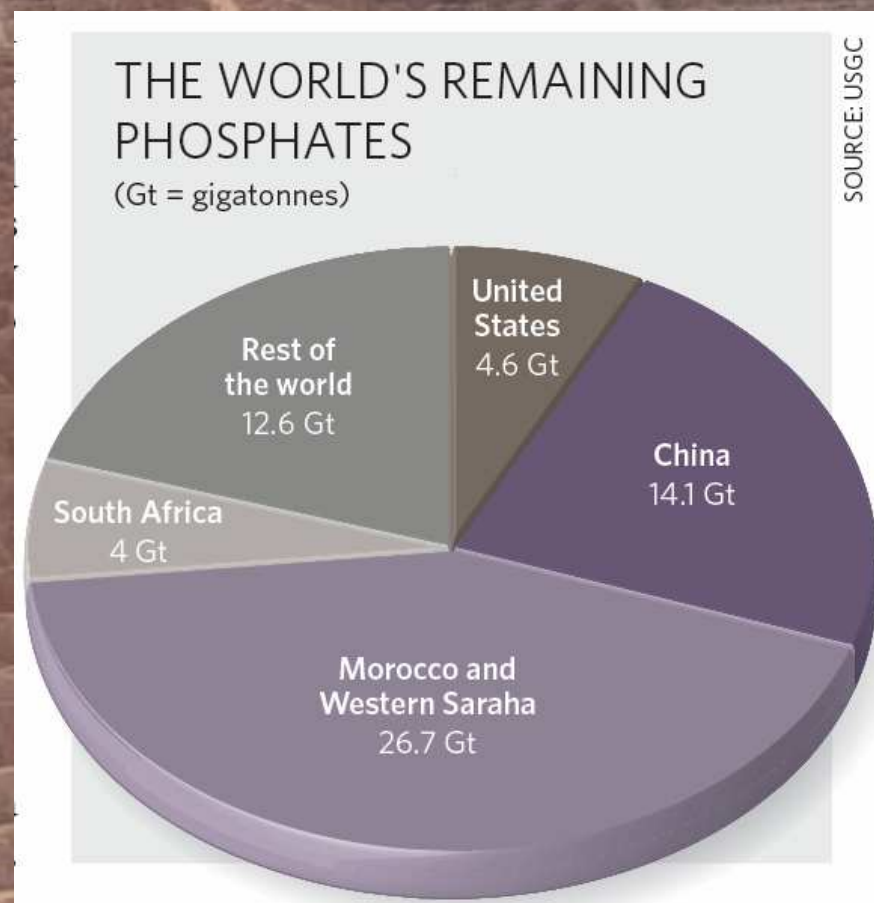 THE WORLD'S REMAINING
PHOSPHATES
(Gt = gigatonnes)
SOURCE: USGC
United
States
4.6 Gt
China
14.1 Gt
Morocco and
Western Saraha
26.7 Gt
South Africa
4 Gt
Rest of
the world
12.6 Gt